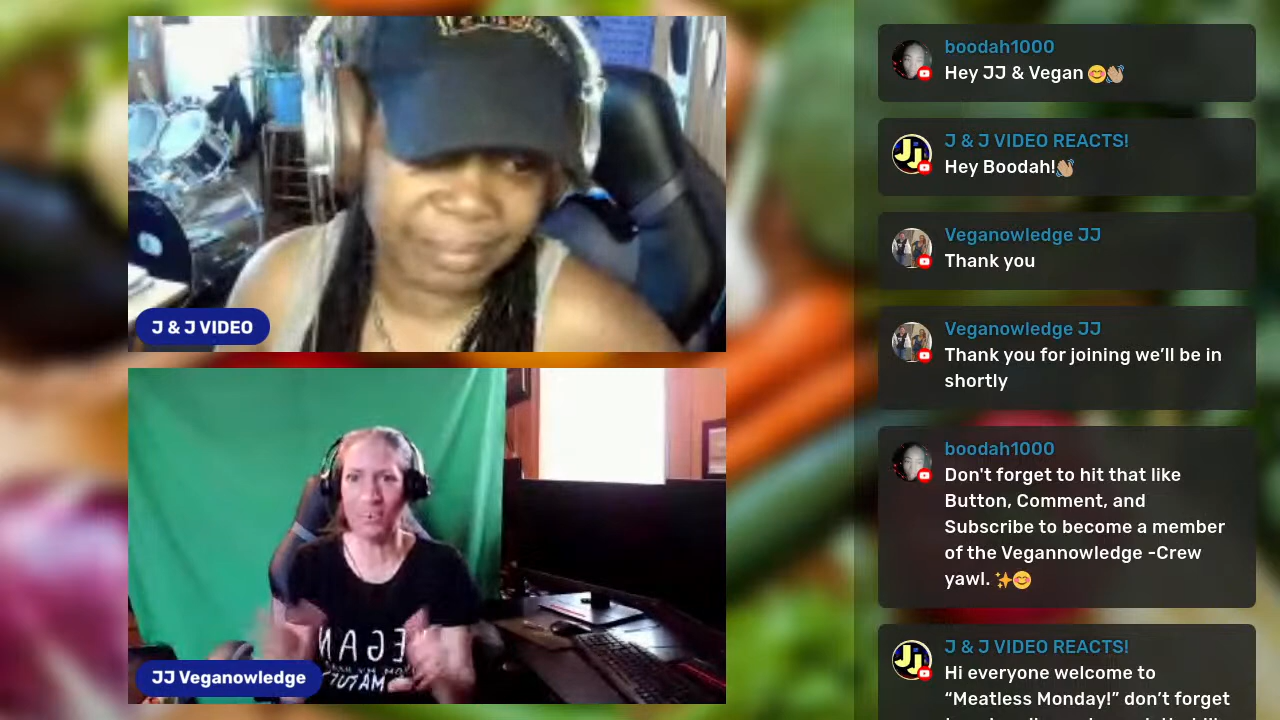 J & J VIDEO
JJ Veganowledge
boodah1000
Hey JJ & Vegan 😊👋🏼
J & J VIDEO REACTS!
Hey Boodah!👋🏼
Veganowledge JJ
Thank you
Veganowledge JJ
Thank you for joining we’ll be in
shortly
boodah1000
Don't forget to hit that like
Button, Comment, and
Subscribe to become a member
of the Vegannowledge -Crew
yawl. ✨😊
J & J VIDEO REACTS!
Hi everyone welcome to
“Meatless Monday!” don’t forget